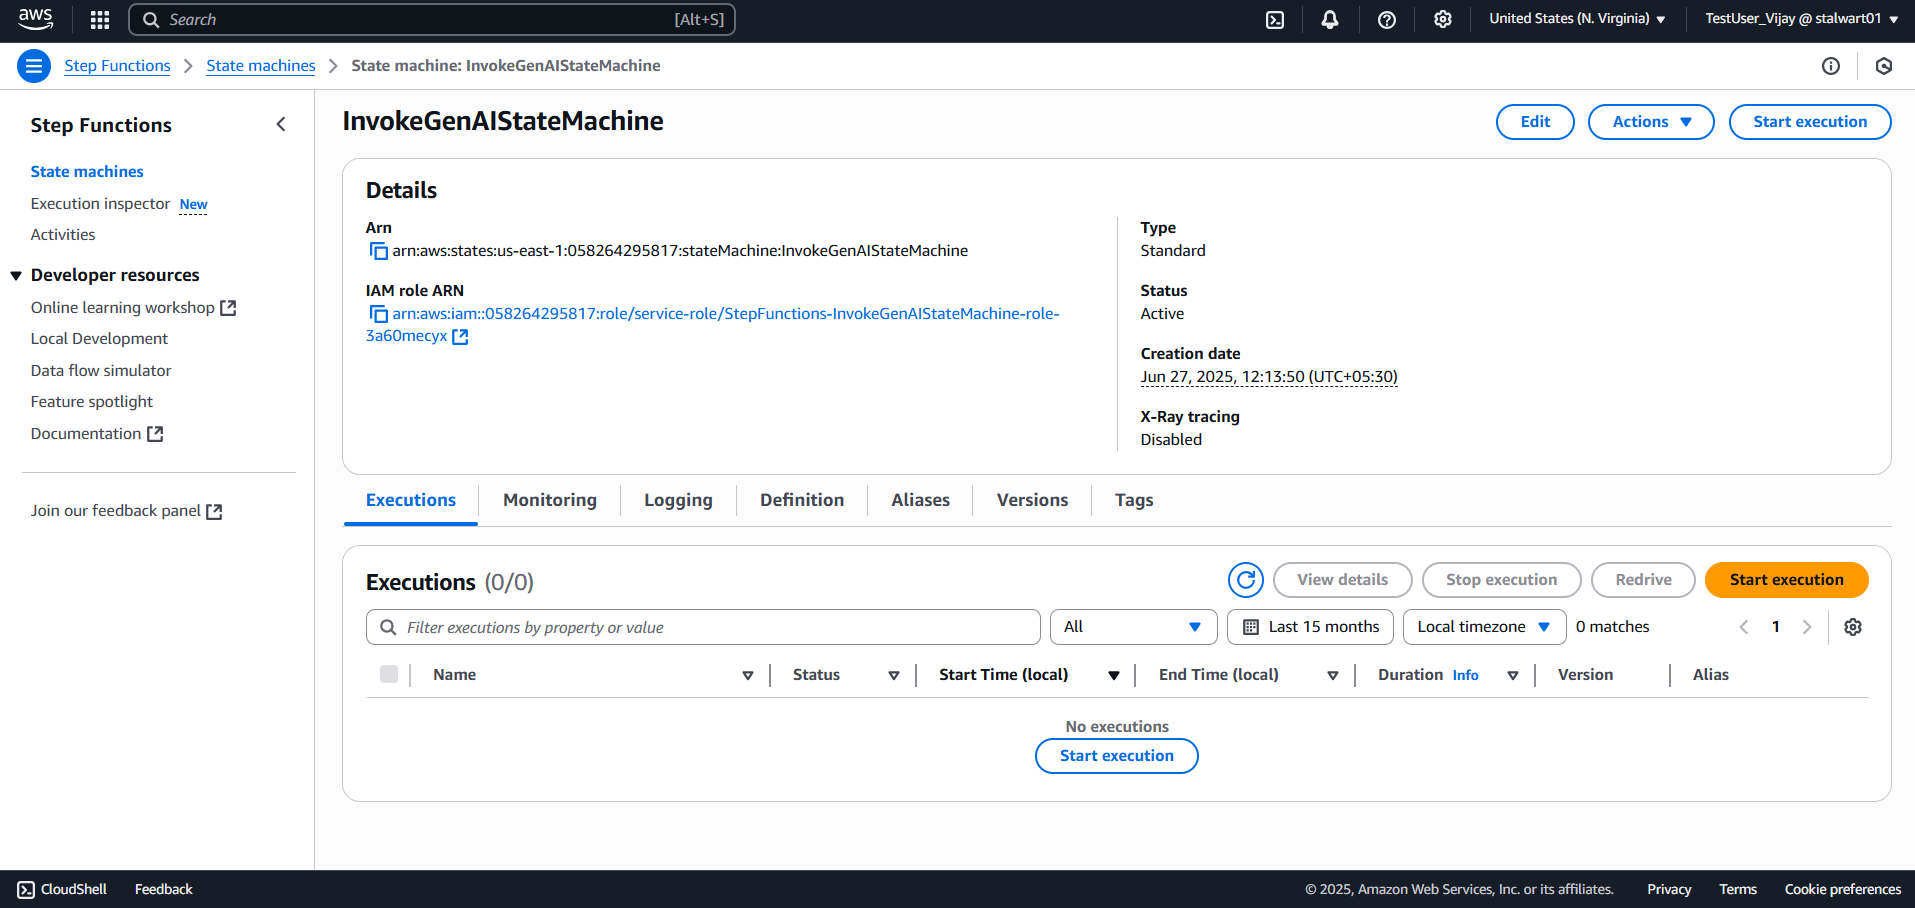 aws
Search
[Alt+S]
United States (N. Virginia)
TestUser_Vijay @ stalwart01
Step Functions
State machines
State machine: InvokeGenAIStateMachine
Step Functions
State machines
Execution inspector New
Activities
Developer resources
Online learning workshop
Local Development
Data flow simulator
Feature spotlight
Documentation
Join our feedback panel
InvokeGenAIStateMachine
Edit
Actions
Start execution
Details
Arn
arn:aws:states:us-east-1:058264295817:stateMachine:InvokeGenAIStateMachine
IAM role ARN
arn:aws:iam::058264295817:role/service-role/StepFunctions-InvokeGenAIStateMachine-role-
3a60mecyx
Type
Standard
Status
Active
Creation date
Jun 27, 2025, 12:13:50 (UTC+05:30)
X-Ray tracing
Disabled
Executions
Monitoring
Logging
Definition
Aliases
Versions
Tags
Executions (0/0)
View details
Stop execution
Redrive
Start execution
Filter executions by property or value
All
Last 15 months
Local timezone
0 matches
1
Name
Status
Start Time (local)
End Time (local)
Duration Info
Version
Alias
No executions
Start execution
CloudShell
Feedback
© 2025, Amazon Web Services, Inc. or its affiliates.
Privacy
Terms
Cookie preferences